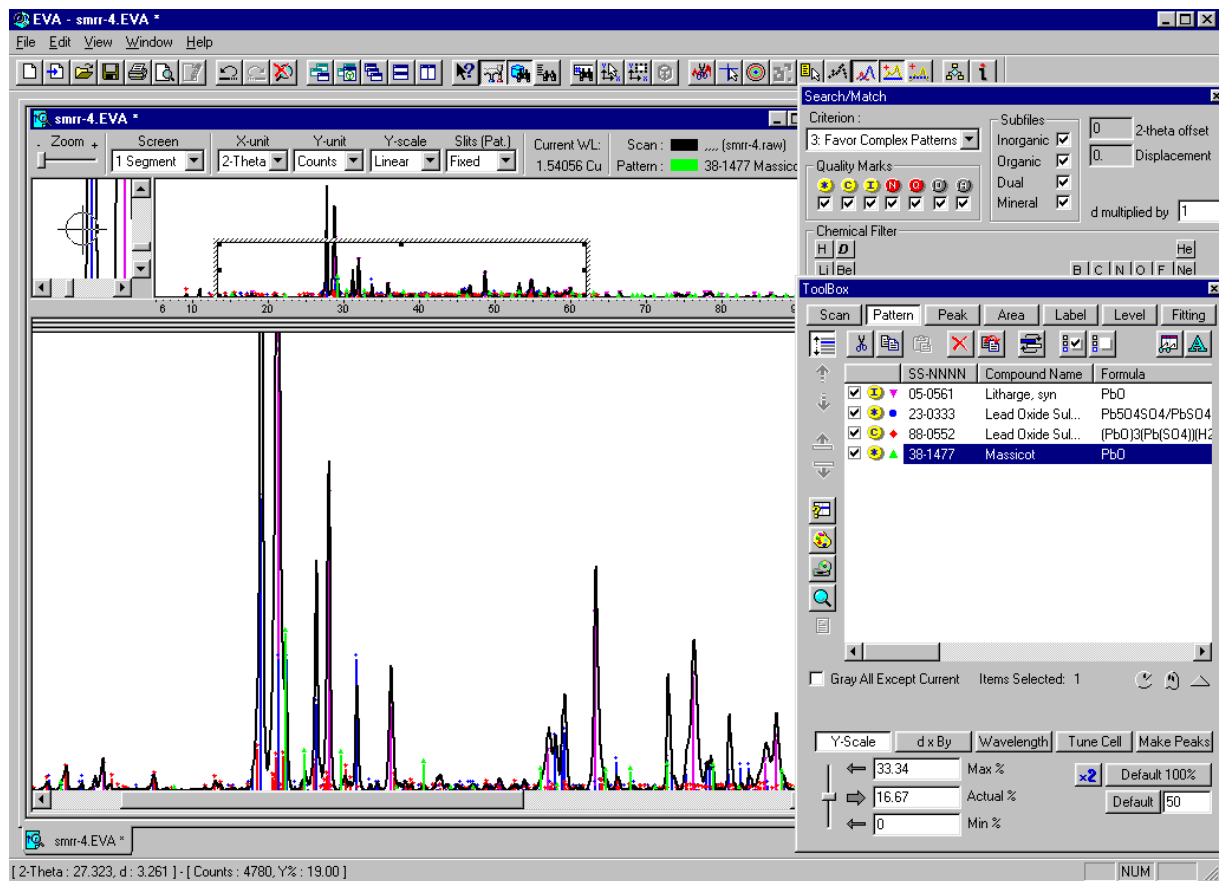 EVA - smrr-4.EVA *
File Edit View Window Help
smrr-4.EVA *
- Zoom + Screen X-unit Y-unit Y-scale Slits (Pat.) Current WL: Scan : ,,,, (smrr-4.raw)
1 Segment 2-Theta Counts Linear Fixed 1.54056 Cu Pattern : 38-1477 Massico
6 10 20 30 40 50 60 70 80 9
Search/Match
Criterion :
3: Favor Complex Patterns
Quality Marks
C I N Q
Subfiles
Inorganic
Organic
Dual
Mineral
0 2-theta offset
0. Displacement
d multiplied by 1
Chemical Filter
H D He
Li Be B C N O F Ne
ToolBox
Scan Pattern Peak Area Label Level Fitting
SS-NNNN Compound Name Formula
I 05-0561 Litharge, syn PbO
23-0333 Lead Oxide Sul... Pb5O4SO4/PbSO4
C 88-0552 Lead Oxide Sul... (PbO)3(Pb(SO4))(H2
38-1477 Massicot PbO
Gray All Except Current Items Selected: 1
Y-Scale d x By Wavelength Tune Cell Make Peaks
33.34 Max %
16.67 Actual %
0 Min %
×2 Default 100%
Default 50
smrr-4.EVA *
[ 2-Theta : 27.323, d : 3.261 ] - [ Counts : 4780, Y% : 19.00 ] NUM